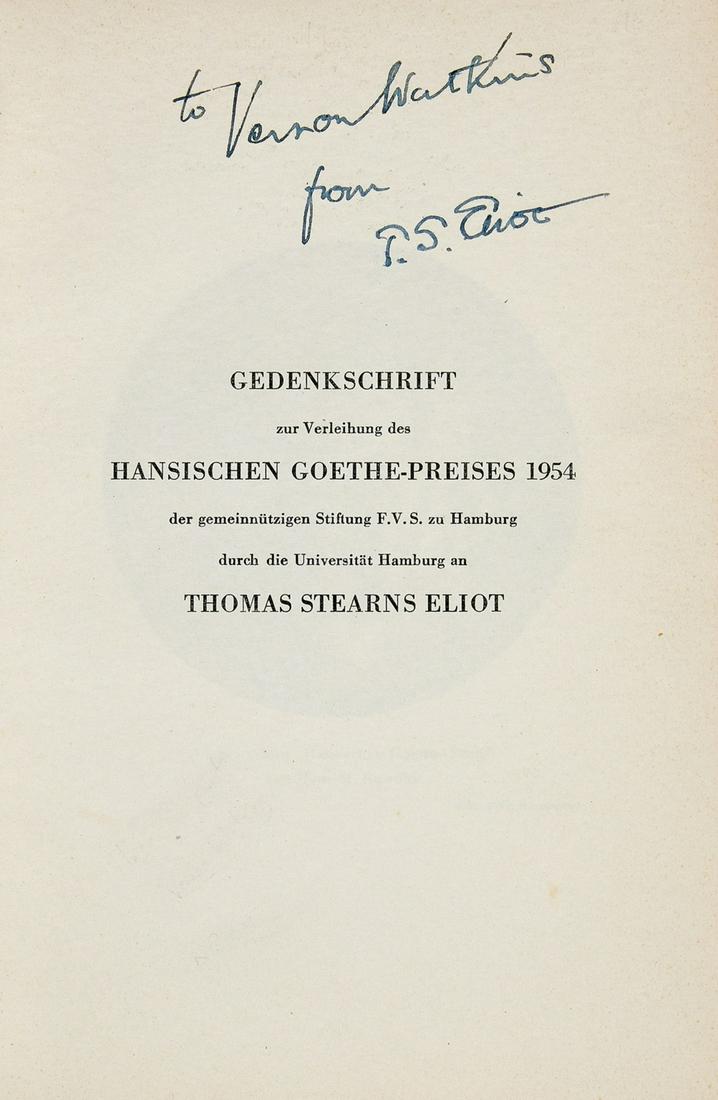 to Vernon Watkins
from
T. S. Eliot
GEDENKSCHRIFT
zur Verleihung des
HANSISCHEN GOETHE-PREISES 1954
der gemeinnützigen Stiftung F.V.S. zu Hamburg
durch die Universität Hamburg an
THOMAS STEARNS ELIOT